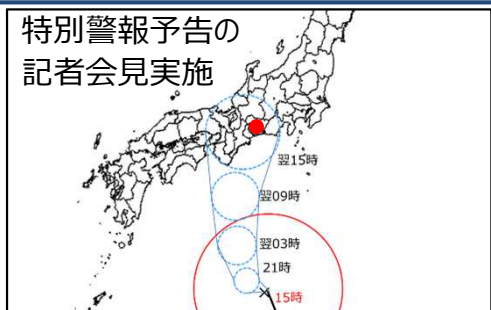 特別警報予告の
記者会見実施
翌15時
翌09時
翌03時
21時
15時